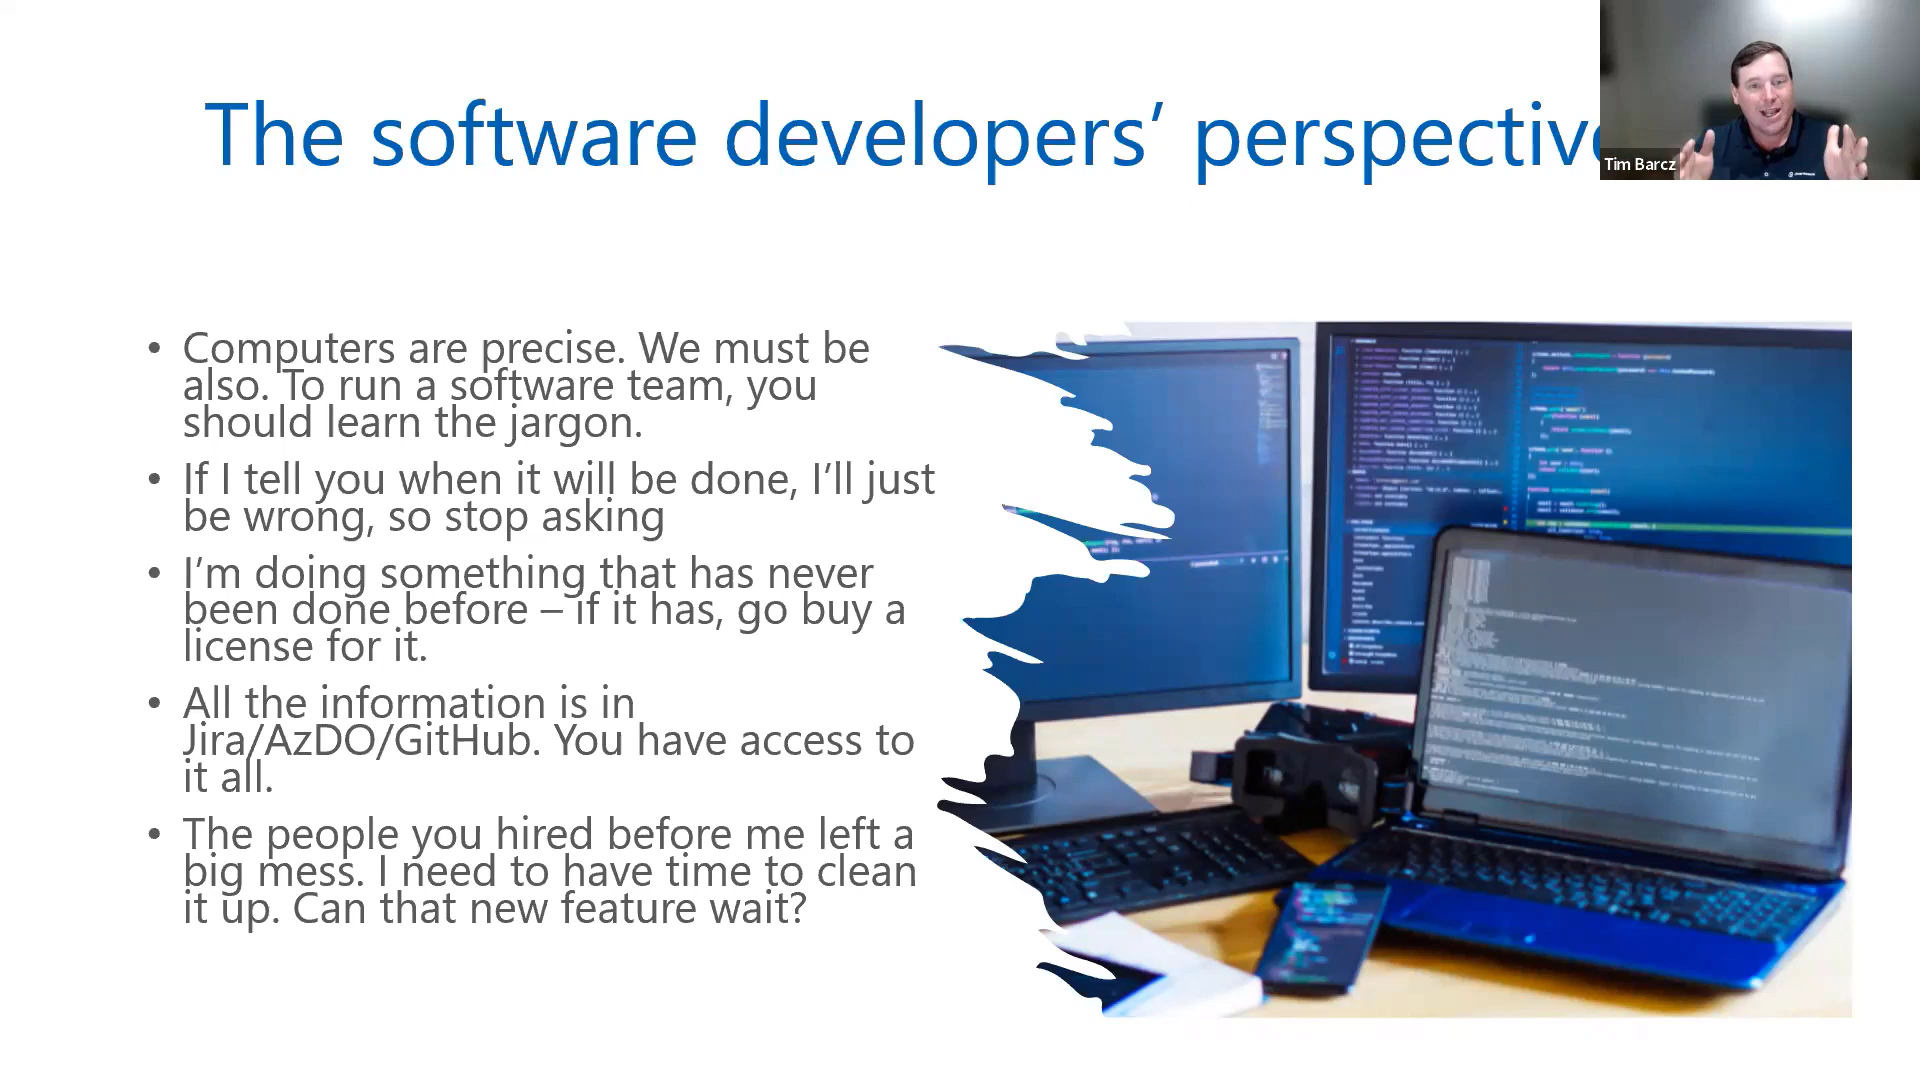 The software developers’ perspective
Tim Barcz
• Computers are precise. We must be
also. To run a software team, you
should learn the jargon.
• If I tell you when it will be done, I’ll just
be wrong, so stop asking
• I’m doing something that has never
been done before – if it has, go buy a
license for it.
• All the information is in
Jira/AzDO/GitHub. You have access to
it all.
• The people you hired before me left a
big mess. I need to have time to clean
it up. Can that new feature wait?